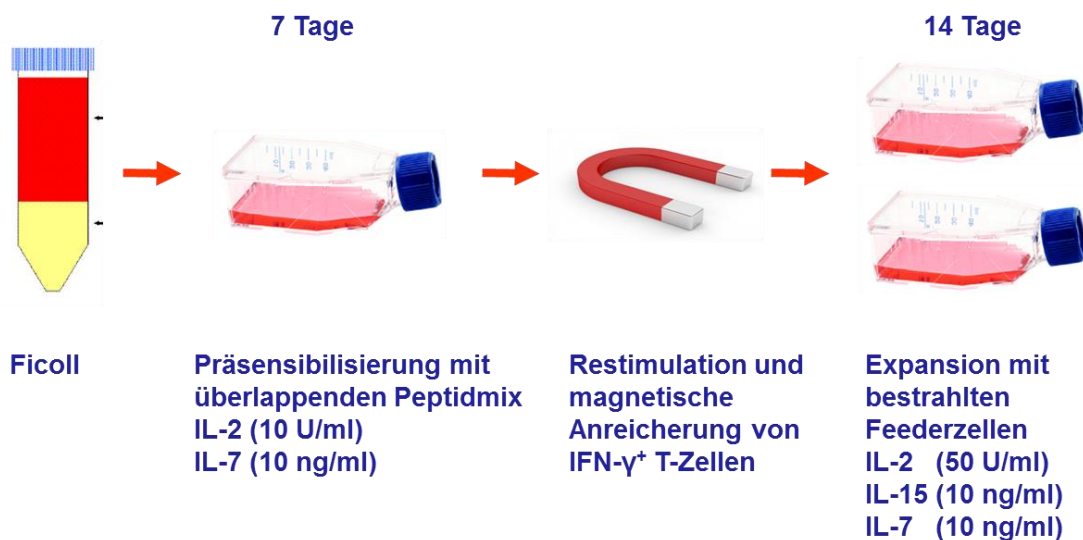 7 Tage
14 Tage
Ficoll
Präsensibilisierung mit
überlappenden Peptidmix
IL-2 (10 U/ml)
IL-7 (10 ng/ml)
Restimulation und
magnetische
Anreicherung von
IFN-γ⁺ T-Zellen
Expansion mit
bestrahlten
Feederzellen
IL-2 (50 U/ml)
IL-15 (10 ng/ml)
IL-7 (10 ng/ml)